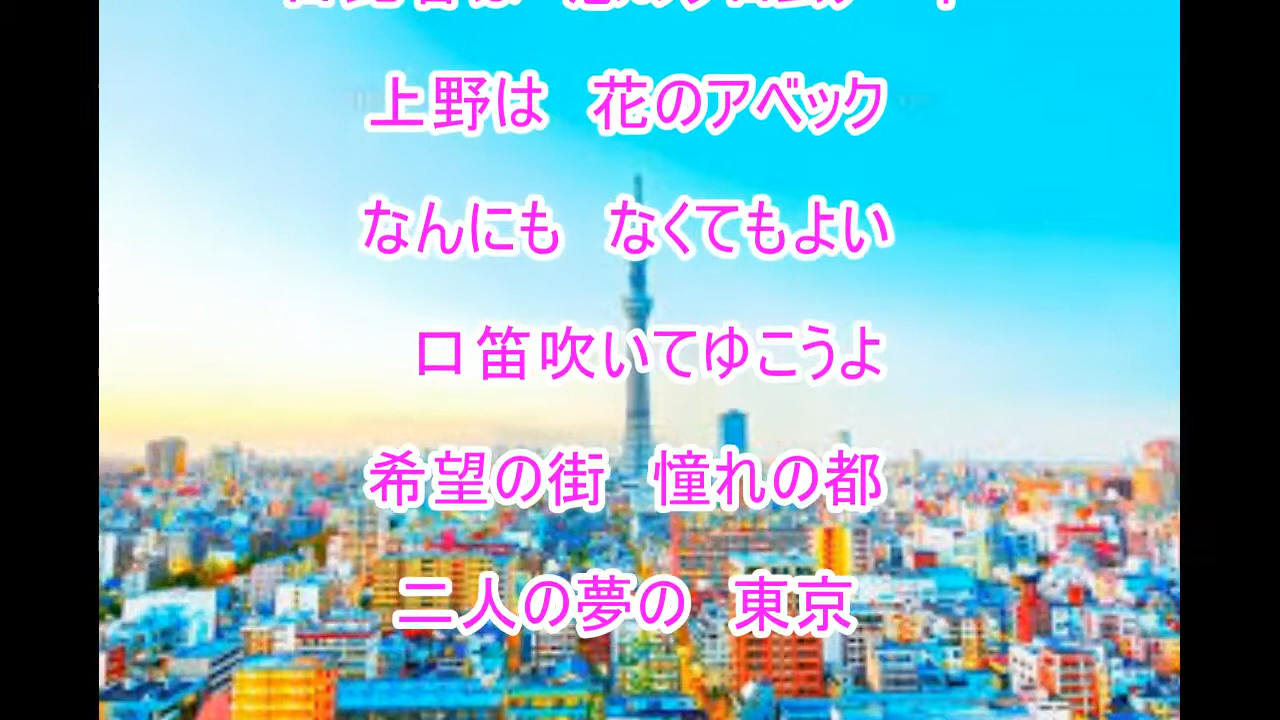 上野は　花のアベック
なんにも　なくてもよい
口笛吹いてゆこうよ
希望の街　憧れの都
二人の夢の　東京